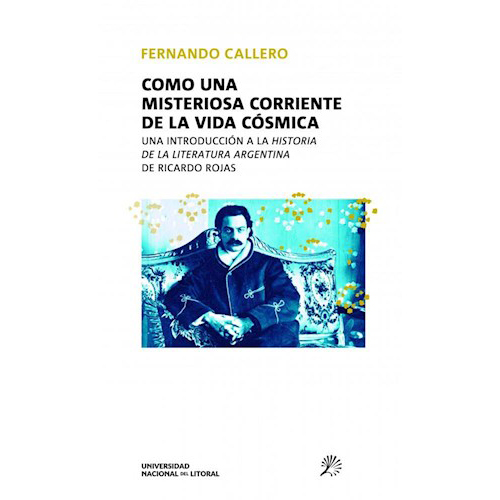 FERNANDO CALLERO
COMO UNA
MISTERIOSA CORRIENTE
DE LA VIDA CÓSMICA
UNA INTRODUCCIÓN A LA HISTORIA
DE LA LITERATURA ARGENTINA
DE RICARDO ROJAS
UNIVERSIDAD
NACIONAL DEL LITORAL